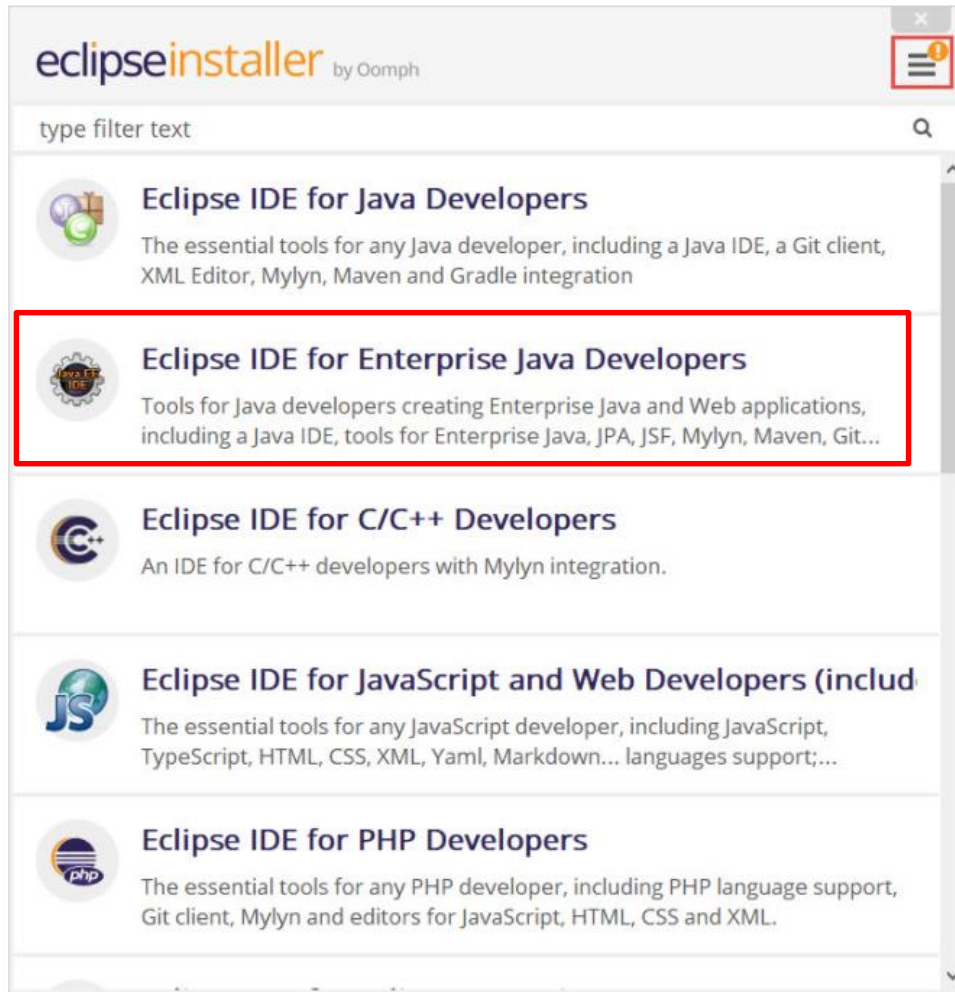 eclipseinstaller by Oomph
type filter text
Eclipse IDE for Java Developers
The essential tools for any Java developer, including a Java IDE, a Git client,
XML Editor, Mylyn, Maven and Gradle integration
Java EE
IDE
Eclipse IDE for Enterprise Java Developers
Tools for Java developers creating Enterprise Java and Web applications,
including a Java IDE, tools for Enterprise Java, JPA, JSF, Mylyn, Maven, Git...
C++
Eclipse IDE for C/C++ Developers
An IDE for C/C++ developers with Mylyn integration.
JS
Eclipse IDE for JavaScript and Web Developers (includ
The essential tools for any JavaScript developer, including JavaScript,
TypeScript, HTML, CSS, XML, Yaml, Markdown... languages support;...
php
Eclipse IDE for PHP Developers
The essential tools for any PHP developer, including PHP language support,
Git client, Mylyn and editors for JavaScript, HTML, CSS and XML.